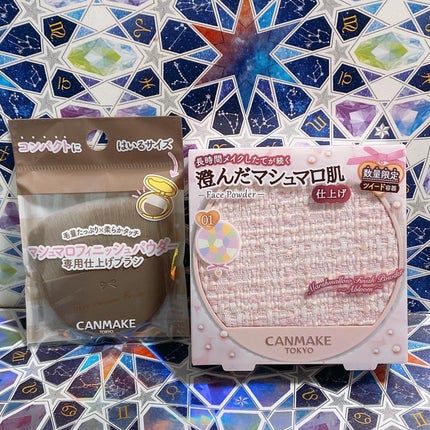 コンパクトに
はいるサイズ
毛量たっぷり×柔らかタッチ
マシュマロフィニッシュパウダー
専用仕上げブラシ
CANMAKE
TOKYO
長時間メイクしたてが続く
澄んだマシュマロ肌
Face Powder
仕上げ
数量限定
ツイード容器
01
Marshmallow Finish Powder
Abloom
CANMAKE
TOKYO